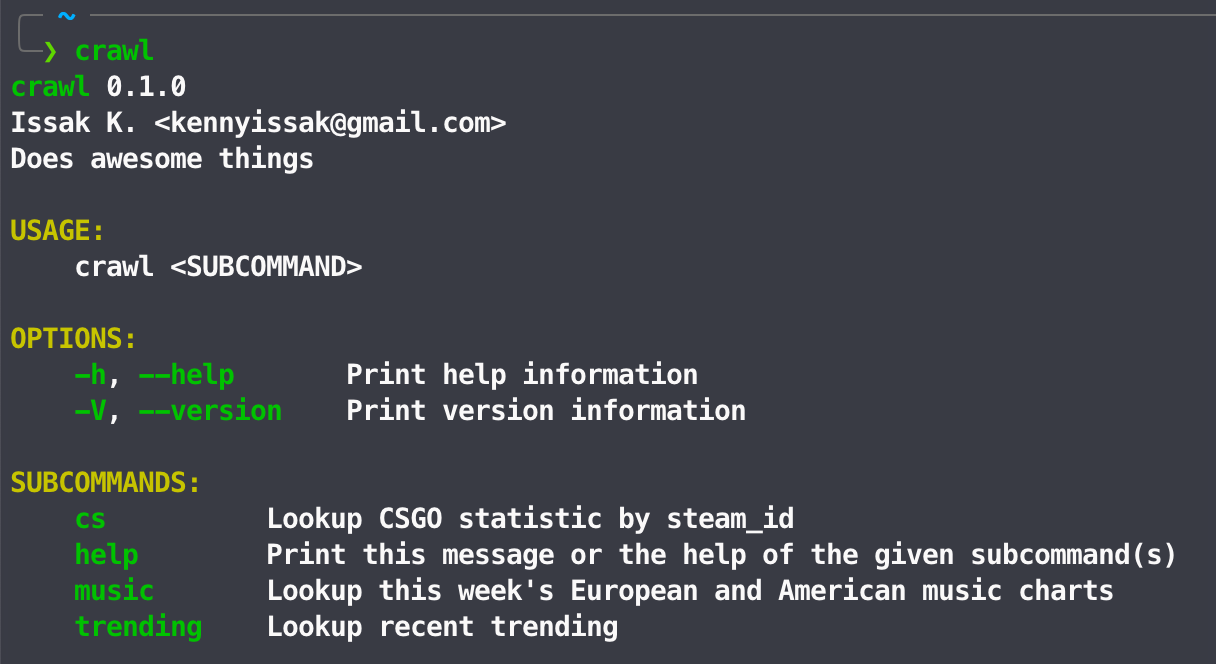 ~
❯ crawl
crawl 0.1.0
Issak K. <kennyissak@gmail.com>
Does awesome things
USAGE:
crawl <SUBCOMMAND>
OPTIONS:
-h, --help Print help information
-V, --version Print version information
SUBCOMMANDS:
cs Lookup CSGO statistic by steam_id
help Print this message or the help of the given subcommand(s)
music Lookup this week's European and American music charts
trending Lookup recent trending